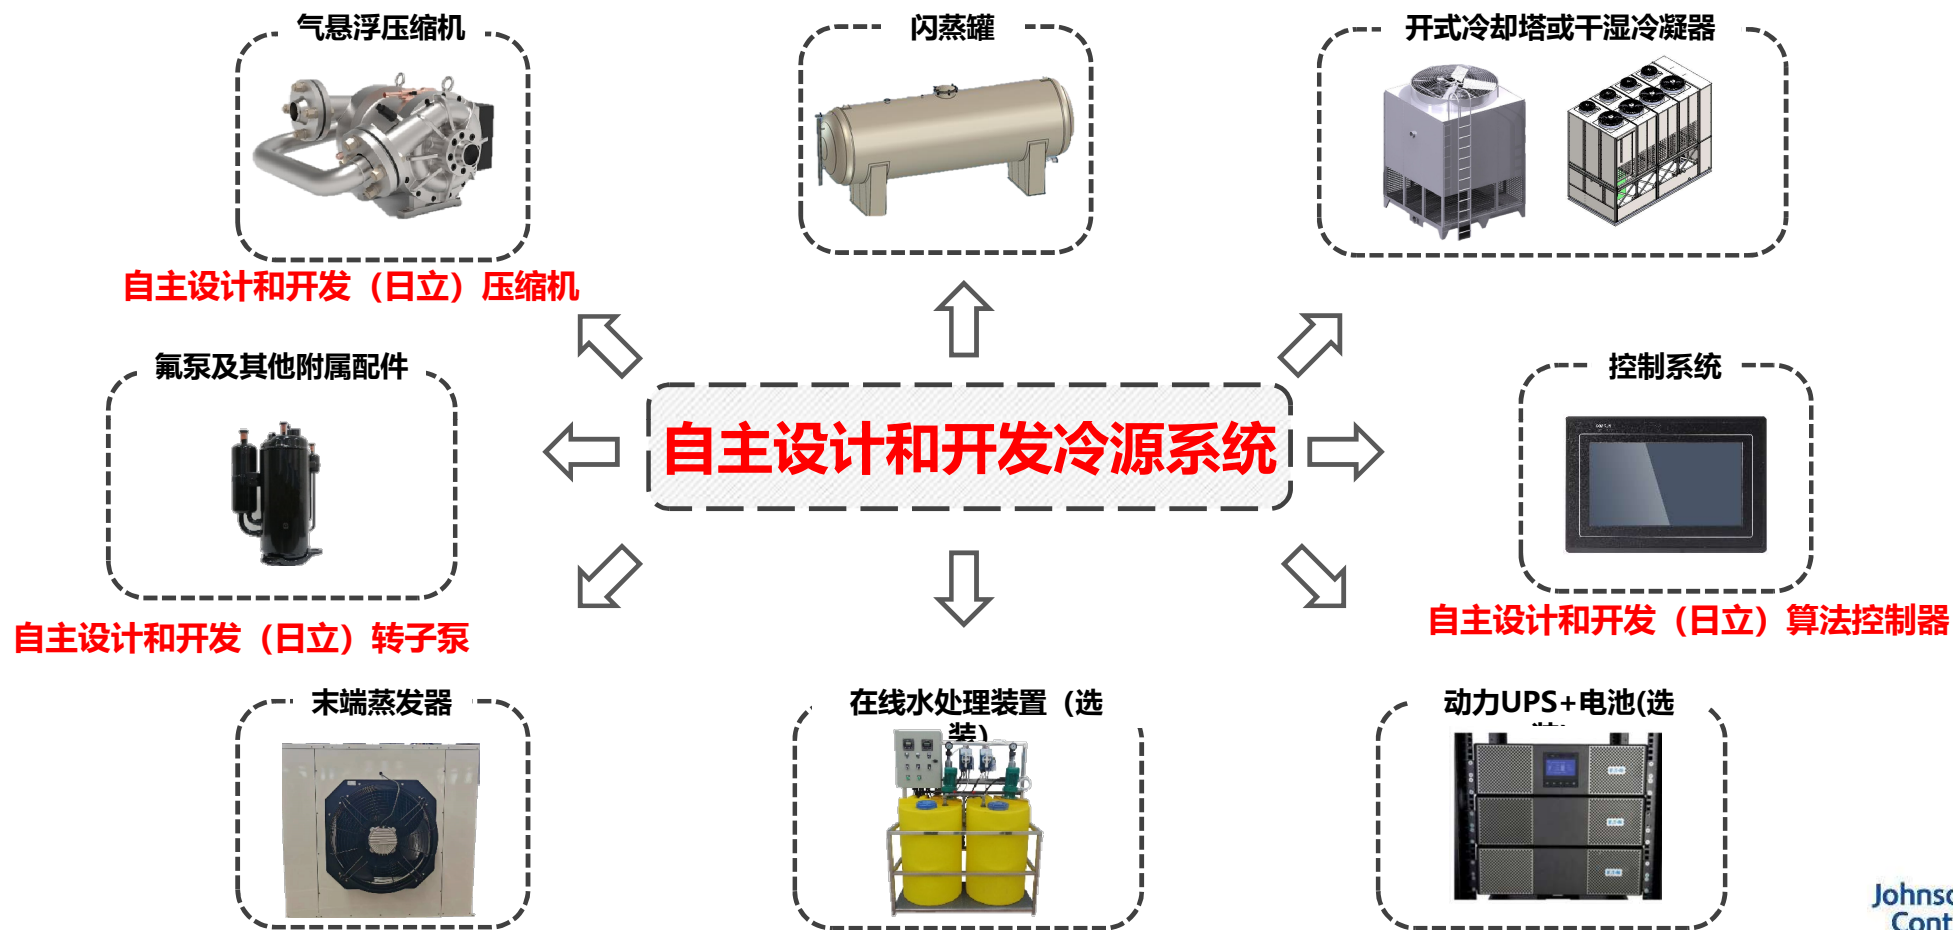 气悬浮压缩机
闪蒸罐
开式冷却塔或干湿冷凝器
自主设计和开发（日立）压缩机
氟泵及其他附属配件
控制系统
自主设计和开发冷源系统
自主设计和开发（日立）转子泵
自主设计和开发（日立）算法控制器
末端蒸发器
在线水处理装置（选
装）
动力UPS+电池(选
Johnso
Cont